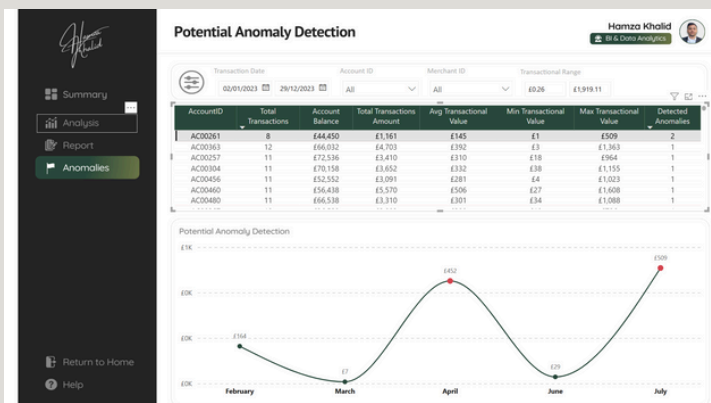 Hamza Khalid
Potential Anomaly Detection
Hamza Khalid
BI & Data Analytics
Summary
Analysis
Report
Anomalies
Return to Home
Help
Transaction Date Account ID Merchant ID Transactional Range
02/01/2023 29/12/2023 All All £0.26 £1,919.11
AccountID Total Transactions Account Balance Total Transactions Amount Avg Transactional Value Min Transactional Value Max Transactional Value Detected Anomalies
AC00261 8 £44,450 £1,161 £145 £1 £509 2
AC00363 12 £66,032 £4,703 £392 £3 £1,363 1
AC00257 11 £72,536 £3,410 £310 £18 £964 1
AC00304 11 £70,158 £3,652 £332 £38 £1,155 1
AC00456 11 £52,552 £3,091 £281 £4 £1,023 1
AC00460 11 £56,438 £5,570 £506 £27 £1,608 1
AC00480 11 £66,538 £3,310 £301 £34 £1,088 1
Potential Anomaly Detection
£1K
£509
£452
£0K
£0K
£164
£29
£7
£0K
February March April June July